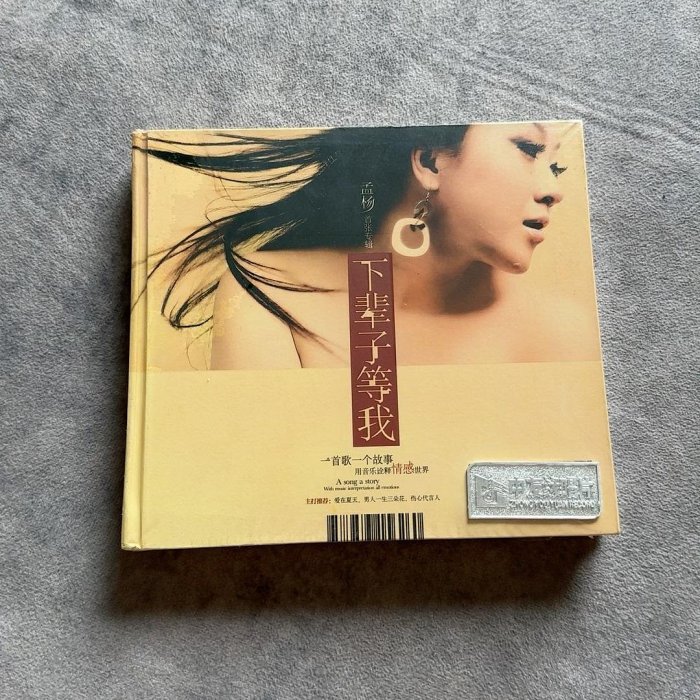 孟杨
首张专辑
下辈子等我
一首歌一个故事
用音乐诠释情感世界
A song a story
With music interpretation all emotions
主打推荐：爱在夏天、男人一生三朵花、伤心代言人